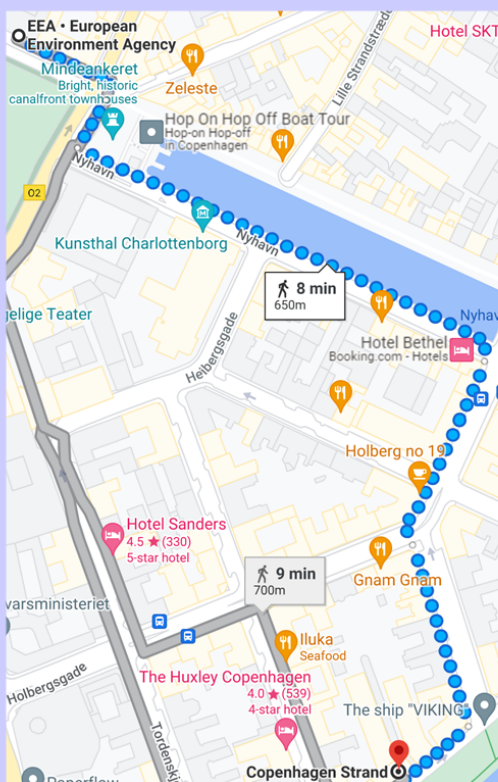 EEA • European
Environment Agency
Hotel SKT
Mindeankeret
Bright, historic
canalfront townhouses
Zeleste
Lille Strandstræde
Hop On Hop Off Boat Tour
Hop-on Hop-off
in Copenhagen
Nyhavn
O2
Kunsthal Charlottenborg
Nyhavn
8 min
650m
gelige Teater
Nyhav
Hotel Bethel
Booking.com - Hotels
Heibergsgade
Holberg no 19
Hotel Sanders
4.5 ★ (330)
5-star hotel
Gnam Gnam
9 min
700m
varsministeriet
Iluka
Seafood
Holbergsgade
The Huxley Copenhagen
4.0 ★ (539)
4-star hotel
The ship "VIKING"
Tordenskj
Copenhagen Strand